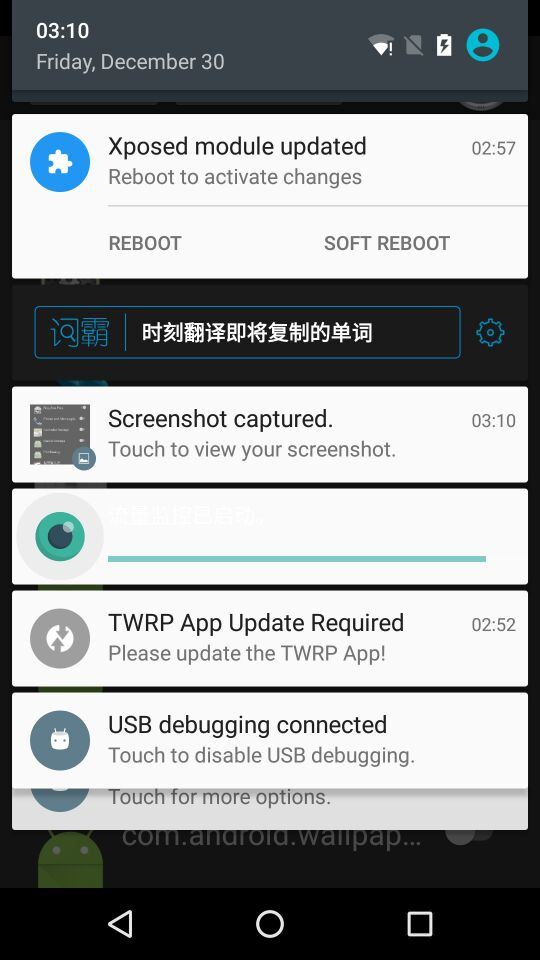 03:10
Friday, December 30
Xposed module updated
02:57
Reboot to activate changes
REBOOT
SOFT REBOOT
词霸
时刻翻译即将复制的单词
Screenshot captured.
03:10
Touch to view your screenshot.
流量监控已启动。
TWRP App Update Required
02:52
Please update the TWRP App!
USB debugging connected
Touch to disable USB debugging.
Touch for more options.
com.android.wallpap...